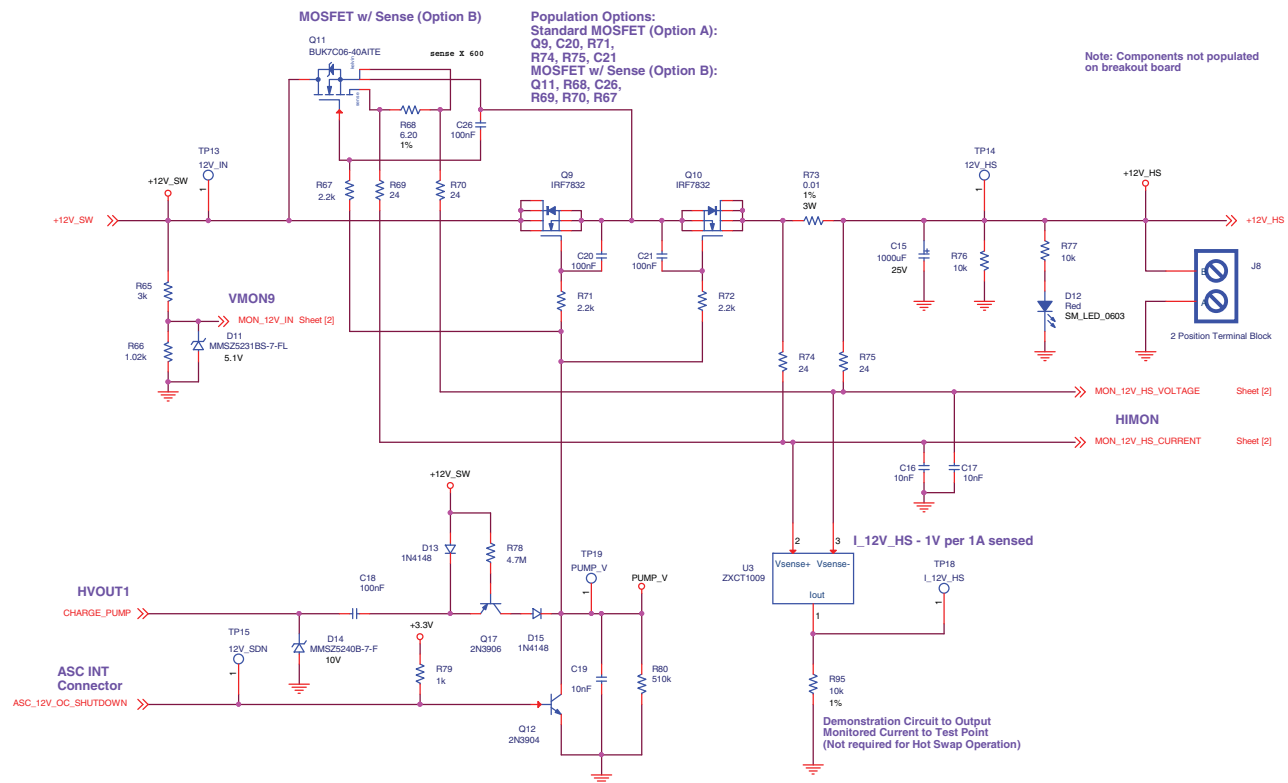 MOSFET w/ Sense (Option B)
Q11
BUK7C06-40AITE
sense X 600
Population Options:
Standard MOSFET (Option A):
Q9, C20, R71,
R74, R75, C21
MOSFET w/ Sense (Option B):
Q11, R68, C26,
R69, R70, R67
Note: Components not populated
on breakout board
R68
6.20
1%
C26
100nF
TP13
12V_IN
1
+12V_SW
+12V_SW
R67
2.2k
R69
24
R70
24
Q9
IRF7832
Q10
IRF7832
R73
0.01
1%
3W
TP14
12V_HS
1
+12V_HS
+12V_HS
C20
100nF
C21
100nF
C15
1000uF
25V
R76
10k
R77
10k
D12
Red
SM_LED_0603
J8
B
A
2 Position Terminal Block
R65
3k
VMON9
MON_12V_IN Sheet [2]
R66
1.02k
D11
MMSZ5231BS-7-FL
5.1V
R71
2.2k
R72
2.2k
R74
24
R75
24
MON_12V_HS_VOLTAGE Sheet [2]
HIMON
MON_12V_HS_CURRENT Sheet [2]
C16
10nF
C17
10nF
+12V_SW
D13
1N4148
R78
4.7M
TP19
PUMP_V
1
PUMP_V
I_12V_HS - 1V per 1A sensed
2
3
U3
ZXCT1009
Vsense+
Vsense-
Iout
1
TP18
I_12V_HS
1
C18
100nF
HVOUT1
CHARGE_PUMP
Q17
2N3906
D15
1N4148
TP15
12V_SDN
1
D14
MMSZ5240B-7-F
10V
+3.3V
R79
1k
C19
10nF
R80
510k
ASC INT
Connector
ASC_12V_OC_SHUTDOWN
Q12
2N3904
R95
10k
1%
Demonstration Circuit to Output
Monitored Current to Test Point
(Not required for Hot Swap Operation)